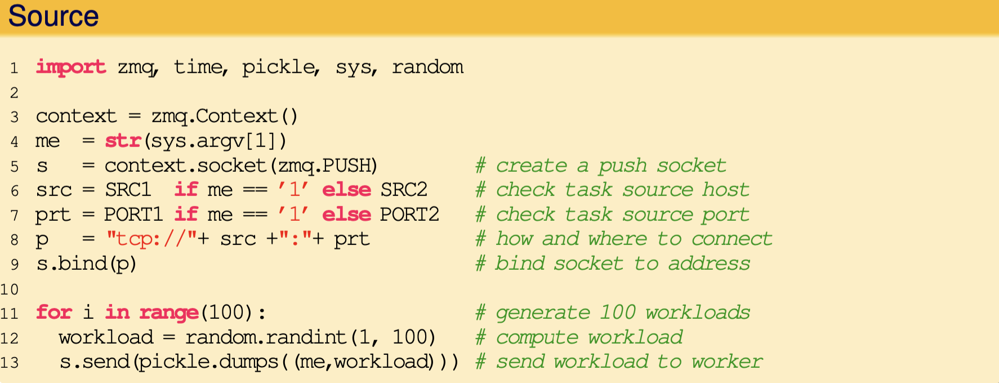 Source
1 import zmq, time, pickle, sys, random
2
3 context = zmq.Context()
4 me  = str(sys.argv[1])
5 s   = context.socket(zmq.PUSH)        # create a push socket
6 src = SRC1  if me == '1' else SRC2    # check task source host
7 prt = PORT1 if me == '1' else PORT2   # check task source port
8 p   = "tcp://"+ src +":"+ prt         # how and where to connect
9 s.bind(p)                             # bind socket to address
10
11 for i in range(100):                  # generate 100 workloads
12   workload = random.randint(1, 100)   # compute workload
13   s.send(pickle.dumps((me,workload))) # send workload to worker